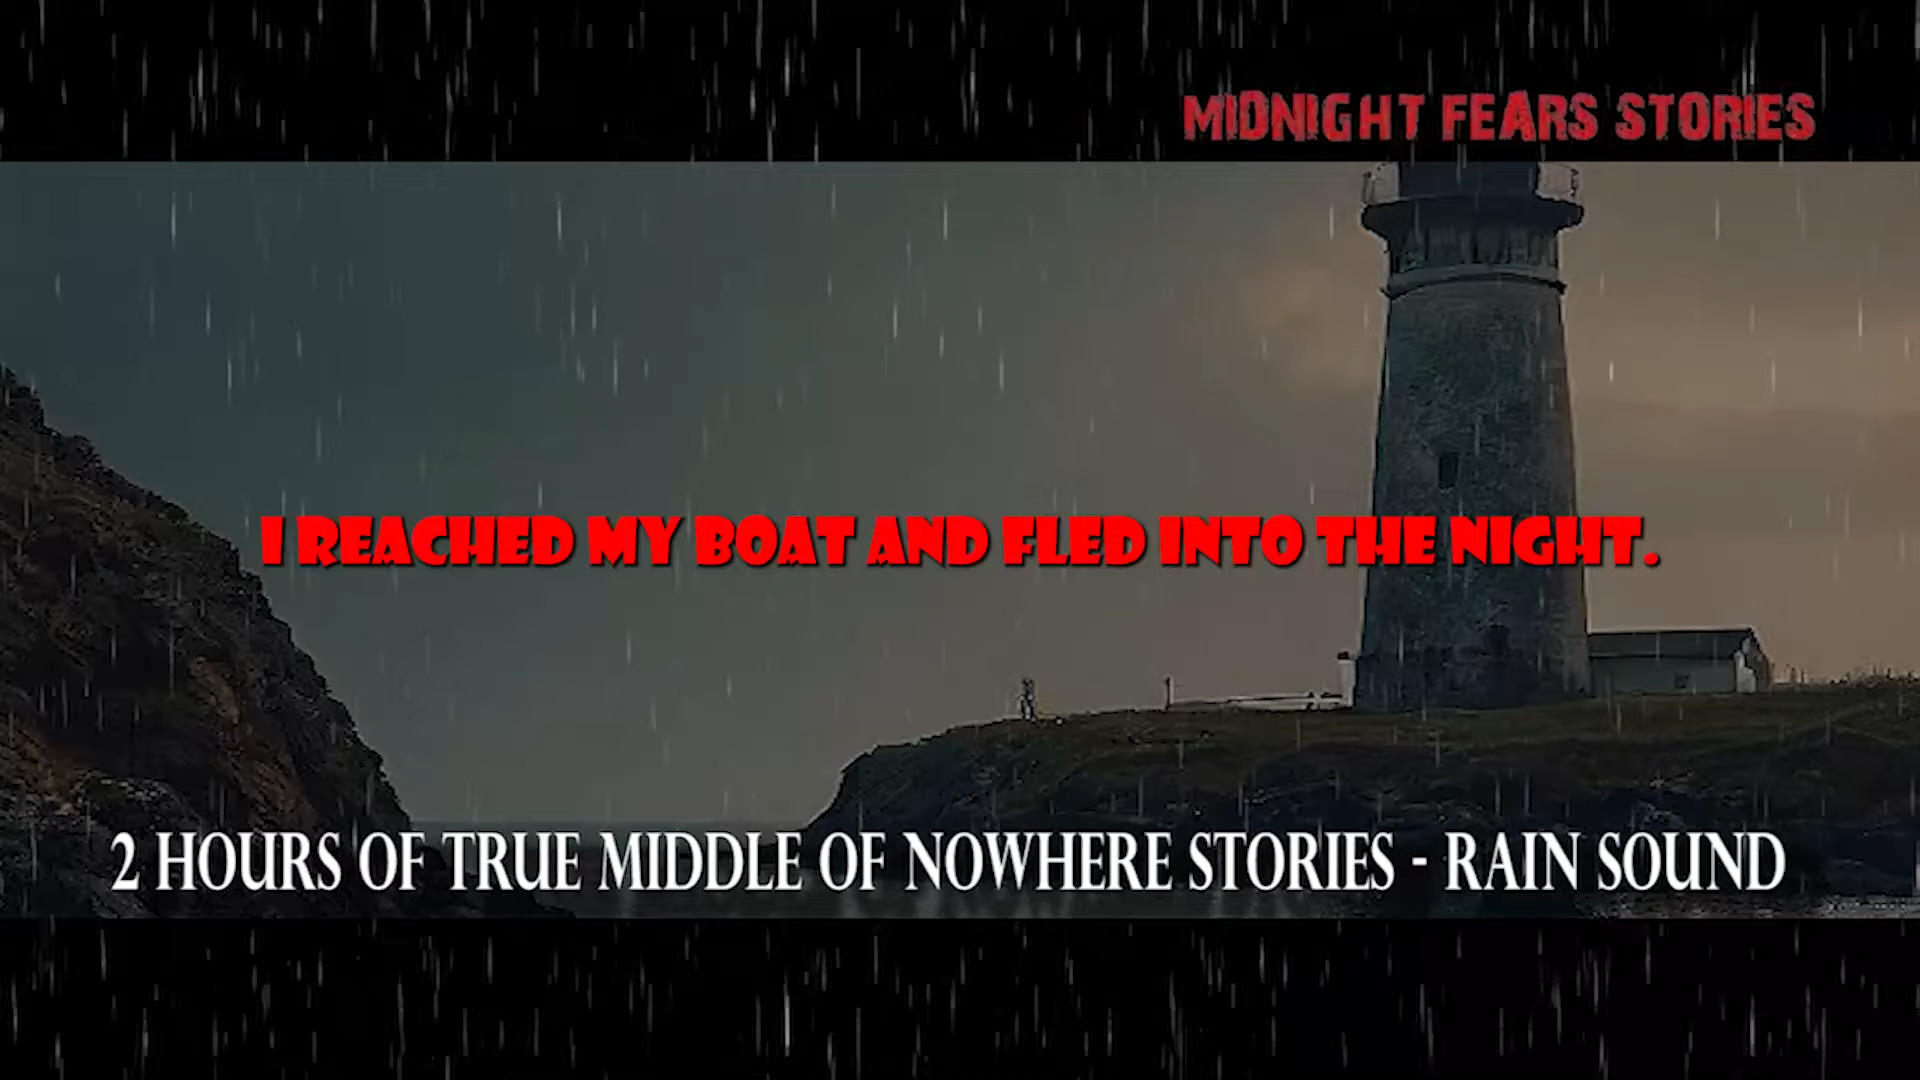 MIDNIGHT FEARS STORIES
I REACHED MY BOAT AND FLED INTO THE NIGHT.
2 HOURS OF TRUE MIDDLE OF NOWHERE STORIES - RAIN SOUND